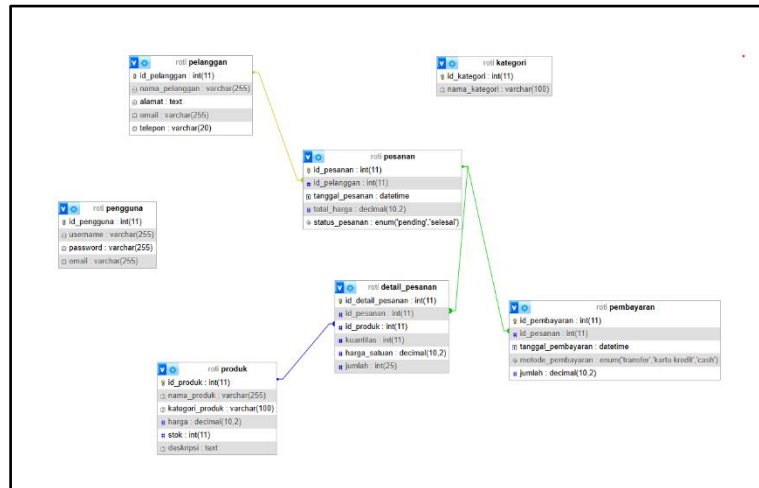 roti pelanggan
id_pelanggan : int(11)
nama_pelanggan : varchar(255)
alamat : text
email : varchar(255)
telepon : varchar(20)
roti kategori
id_kategori : int(11)
nama_kategori : varchar(100)
roti pesanan
id_pesanan : int(11)
id_pelanggan : int(11)
tanggal_pesanan : datetime
total_harga : decimal(10,2)
status_pesanan : enum('pending','selesai')
roti pengguna
id_pengguna : int(11)
username : varchar(255)
password : varchar(255)
email : varchar(255)
roti detail_pesanan
id_detail_pesanan : int(11)
id_pesanan : int(11)
id_produk : int(11)
kuantitas : int(11)
harga_satuan : decimal(10,2)
jumlah : int(25)
roti pembayaran
id_pembayaran : int(11)
id_pesanan : int(11)
tanggal_pembayaran : datetime
metode_pembayaran : enum('transfer','kartu kredit','cash')
jumlah : decimal(10,2)
roti produk
id_produk : int(11)
nama_produk : varchar(255)
kategori_produk : varchar(100)
harga : decimal(10,2)
stok : int(11)
deskripsi : text